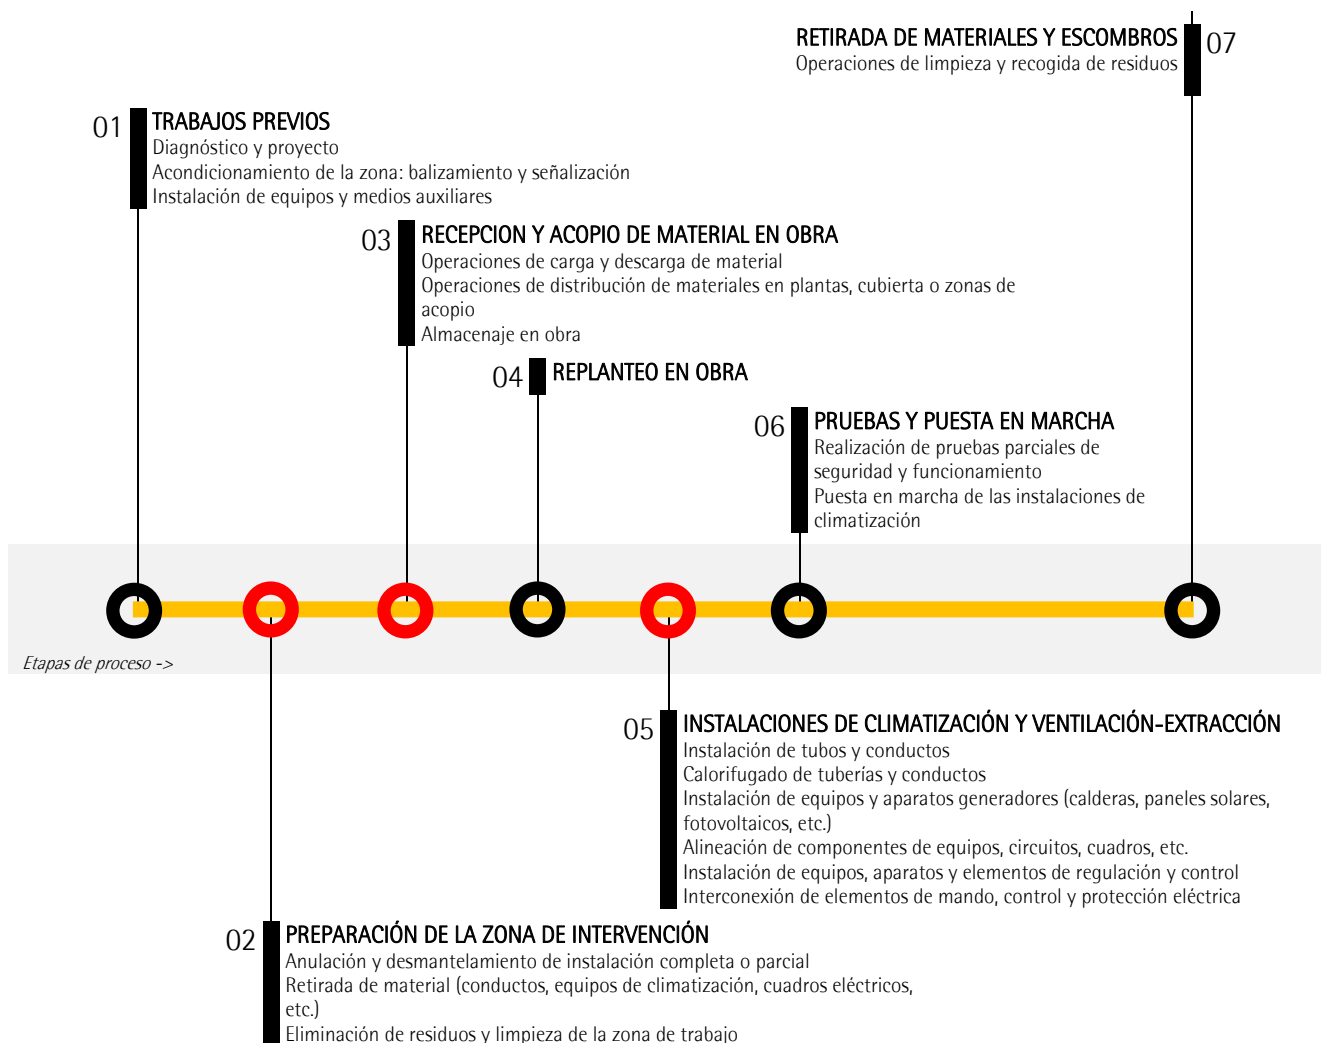 RETIRADA DE MATERIALES Y ESCOMBROS
07
Operaciones de limpieza y recogida de residuos
01
TRABAJOS PREVIOS
Diagnóstico y proyecto
Acondicionamiento de la zona: balizamiento y señalización
Instalación de equipos y medios auxiliares
03
RECEPCION Y ACOPIO DE MATERIAL EN OBRA
Operaciones de carga y descarga de material
Operaciones de distribución de materiales en plantas, cubierta o zonas de
acopio
Almacenaje en obra
04
REPLANTEO EN OBRA
06
PRUEBAS Y PUESTA EN MARCHA
Realización de pruebas parciales de
seguridad y funcionamiento
Puesta en marcha de las instalaciones de
climatización
Etapas de proceso ->
05
INSTALACIONES DE CLIMATIZACIÓN Y VENTILACIÓN-EXTRACCIÓN
Instalación de tubos y conductos
Calorifugado de tuberías y conductos
Instalación de equipos y aparatos generadores (calderas, paneles solares,
fotovoltaicos, etc.)
Alineación de componentes de equipos, circuitos, cuadros, etc.
Instalación de equipos, aparatos y elementos de regulación y control
Interconexión de elementos de mando, control y protección eléctrica
02
PREPARACIÓN DE LA ZONA DE INTERVENCIÓN
Anulación y desmantelamiento de instalación completa o parcial
Retirada de material (conductos, equipos de climatización, cuadros eléctricos,
etc.)
Eliminación de residuos y limpieza de la zona de trabajo